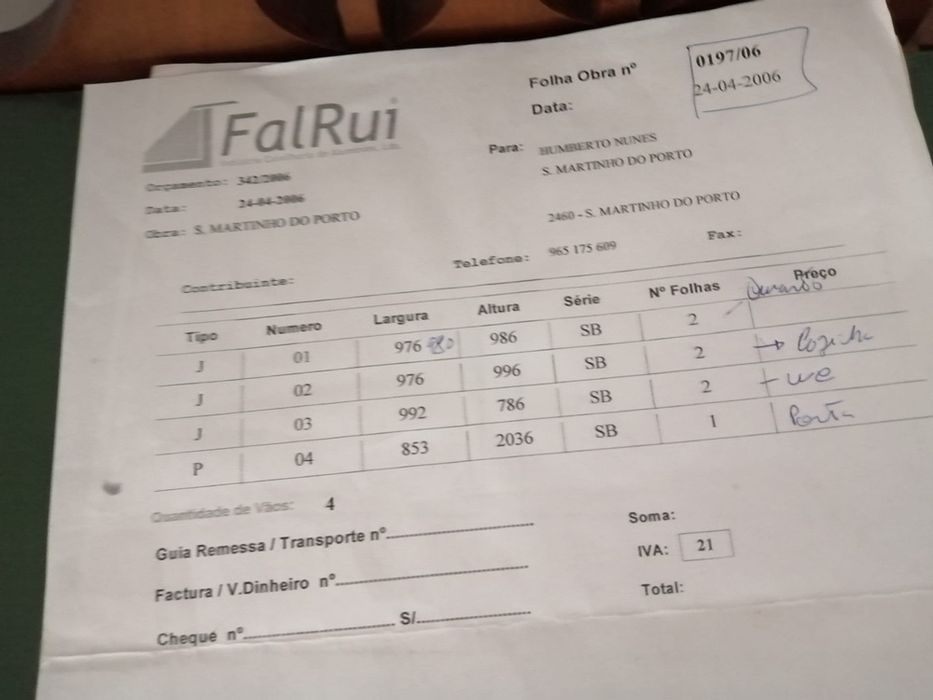 Folha Obra nº 0197/06
Data: 24-04-2006
FalRui
Para: HUMBERTO NUNES
S. MARTINHO DO PORTO
Orçamento: 342/2006
Data: 24-04-2006
Obra: S. MARTINHO DO PORTO
2460 - S. MARTINHO DO PORTO
Telefone: 965 175 609 Fax:
Contribuinte:
Tipo Numero Largura Altura Série Nº Folhas Preço
J 01 976 980 986 SB 2
J 02 976 996 SB 2 → Cozinha
J 03 992 786 SB 2 we
P 04 853 2036 SB 1 Porta
Quantidade de Vãos: 4
Guia Remessa / Transporte nº
Factura / V.Dinheiro nº
Cheque nº S/
Soma:
IVA: 21
Total: